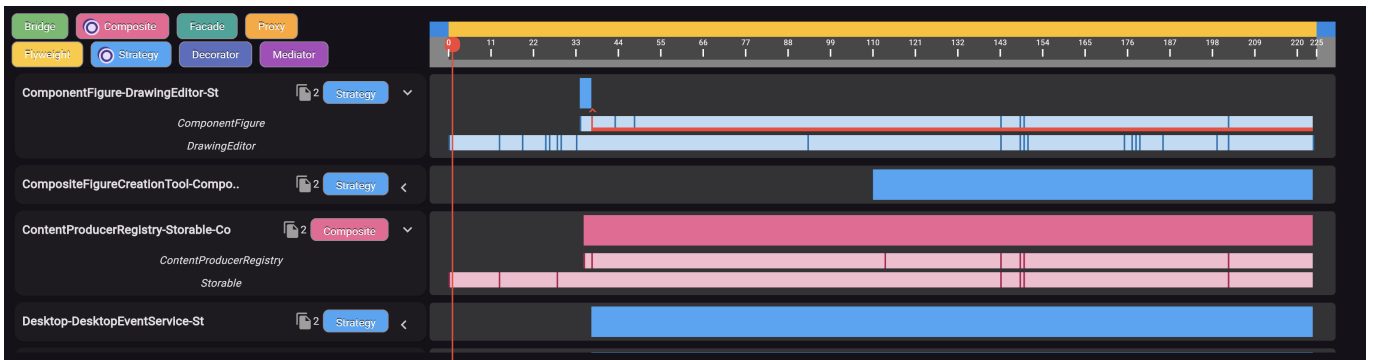 Bridge Composite Facade Proxy
Flyweight Strategy Decorator Mediator
0 11 22 33 44 55 66 77 88 99 110 121 132 143 154 165 176 187 198 209 220 225
ComponentFigure-DrawingEditor-St 2 Strategy
ComponentFigure
DrawingEditor
CompositeFigureCreationTool-Compo.. 2 Strategy
ContentProducerRegistry-Storable-Co 2 Composite
ContentProducerRegistry
Storable
Desktop-DesktopEventService-St 2 Strategy